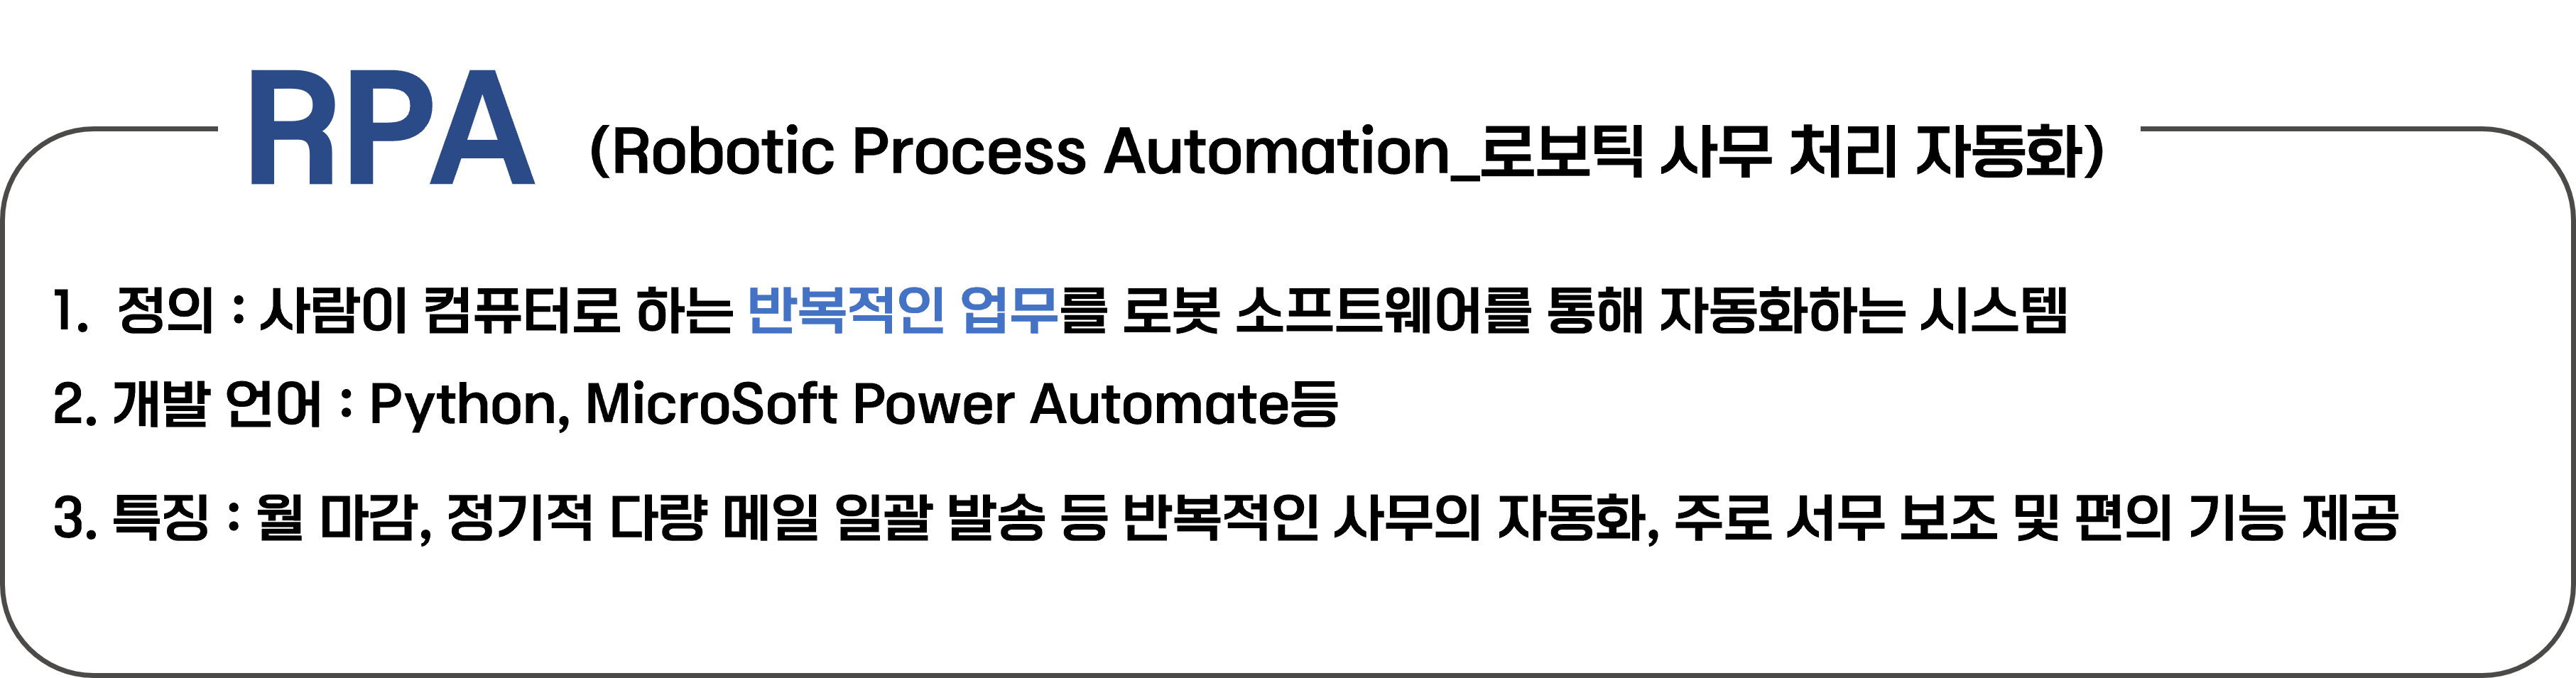 RPA (Robotic Process Automation_로보틱 사무 처리 자동화)
1. 정의 : 사람이 컴퓨터로 하는 반복적인 업무를 로봇 소프트웨어를 통해 자동화하는 시스템
2. 개발 언어 : Python, MicroSoft Power Automate등
3. 특징 : 월 마감, 정기적 다량 메일 일괄 발송 등 반복적인 사무의 자동화, 주로 서무 보조 및 편의 기능 제공